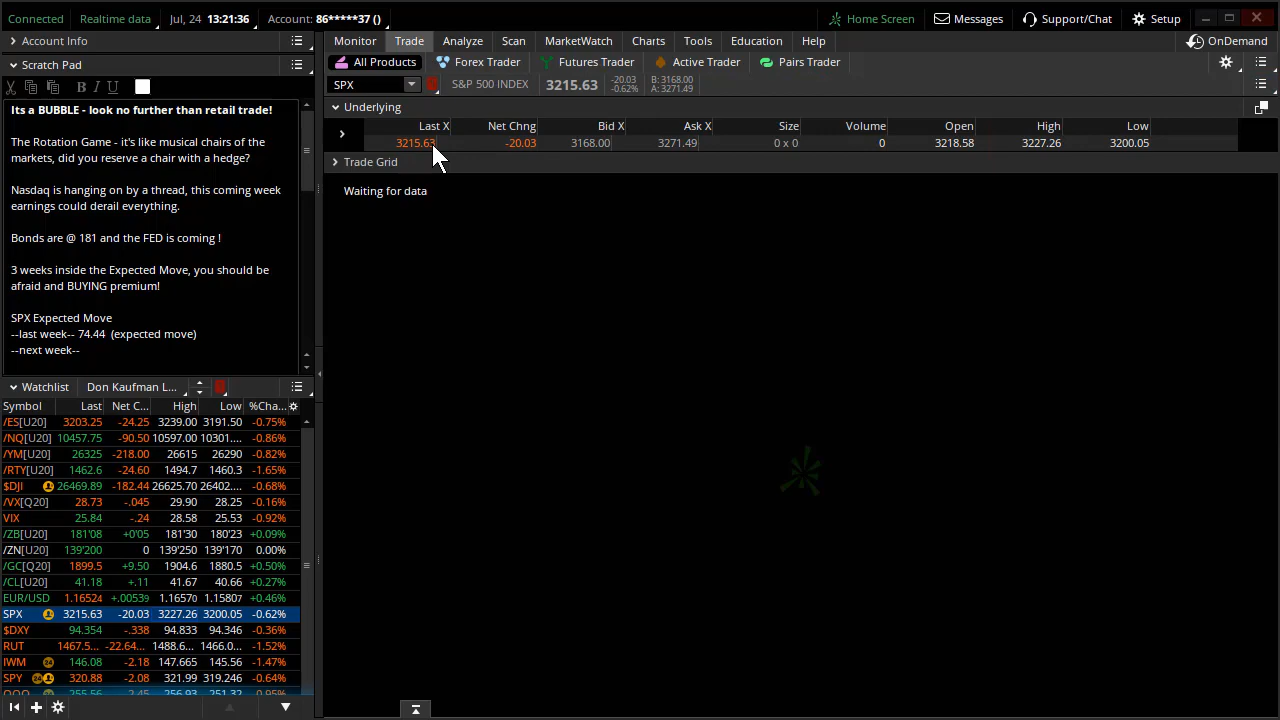 Connected Realtime data Jul, 24 13:21:36 Account: 86*****37 () Home Screen Messages Support/Chat Setup
Account Info
Monitor Trade Analyze Scan MarketWatch Charts Tools Education Help OnDemand
Scratch Pad
All Products Forex Trader Futures Trader Active Trader Pairs Trader
B I U
SPX S&P 500 INDEX 3215.63 -20.03 -0.62% B: 3168.00 A: 3271.49
Underlying
Last X Net Chng Bid X Ask X Size Volume Open High Low
3215.63 -20.03 3168.00 3271.49 0 x 0 0 3218.58 3227.26 3200.05
Trade Grid
Waiting for data
Its a BUBBLE - look no further than retail trade!
The Rotation Game - it's like musical chairs of the
markets, did you reserve a chair with a hedge?
Nasdaq is hanging on by a thread, this coming week
earnings could derail everything.
Bonds are @ 181 and the FED is coming !
3 weeks inside the Expected Move, you should be
afraid and BUYING premium!
SPX Expected Move
--last week-- 74.44 (expected move)
--next week--
Watchlist Don Kaufman L...
Symbol Last Net C... High Low %Cha...
/ES[U20] 3203.25 -24.25 3239.00 3191.50 -0.75%
/NQ[U20] 10457.75 -90.50 10597.00 10301.... -0.86%
/YM[U20] 26325 -218.00 26615 26290 -0.82%
/RTY[U20] 1462.6 -24.60 1494.7 1460.3 -1.65%
$DJI 26469.89 -182.44 26625.70 26402.... -0.68%
/VX[Q20] 28.73 -.045 29.90 28.25 -0.16%
VIX 25.84 -.24 28.58 25.53 -0.92%
/ZB[U20] 181'08 +0'05 181'30 180'23 +0.09%
/ZN[U20] 139'200 0 139'250 139'170 0.00%
/GC[Q20] 1899.5 +9.50 1904.6 1880.5 +0.50%
/CL[U20] 41.18 +.11 41.67 40.66 +0.27%
EUR/USD 1.16524 +.00539 1.16570 1.15807 +0.46%
SPX 3215.63 -20.03 3227.26 3200.05 -0.62%
$DXY 94.354 -.338 94.833 94.346 -0.36%
RUT 1467.5... -22.64... 1488.6... 1466.0... -1.52%
IWM 24 146.08 -2.18 147.665 145.56 -1.47%
SPY 24 320.88 -2.08 321.99 319.246 -0.64%
QQQ 255.56 -2.45 256.93 251.32 -0.95%